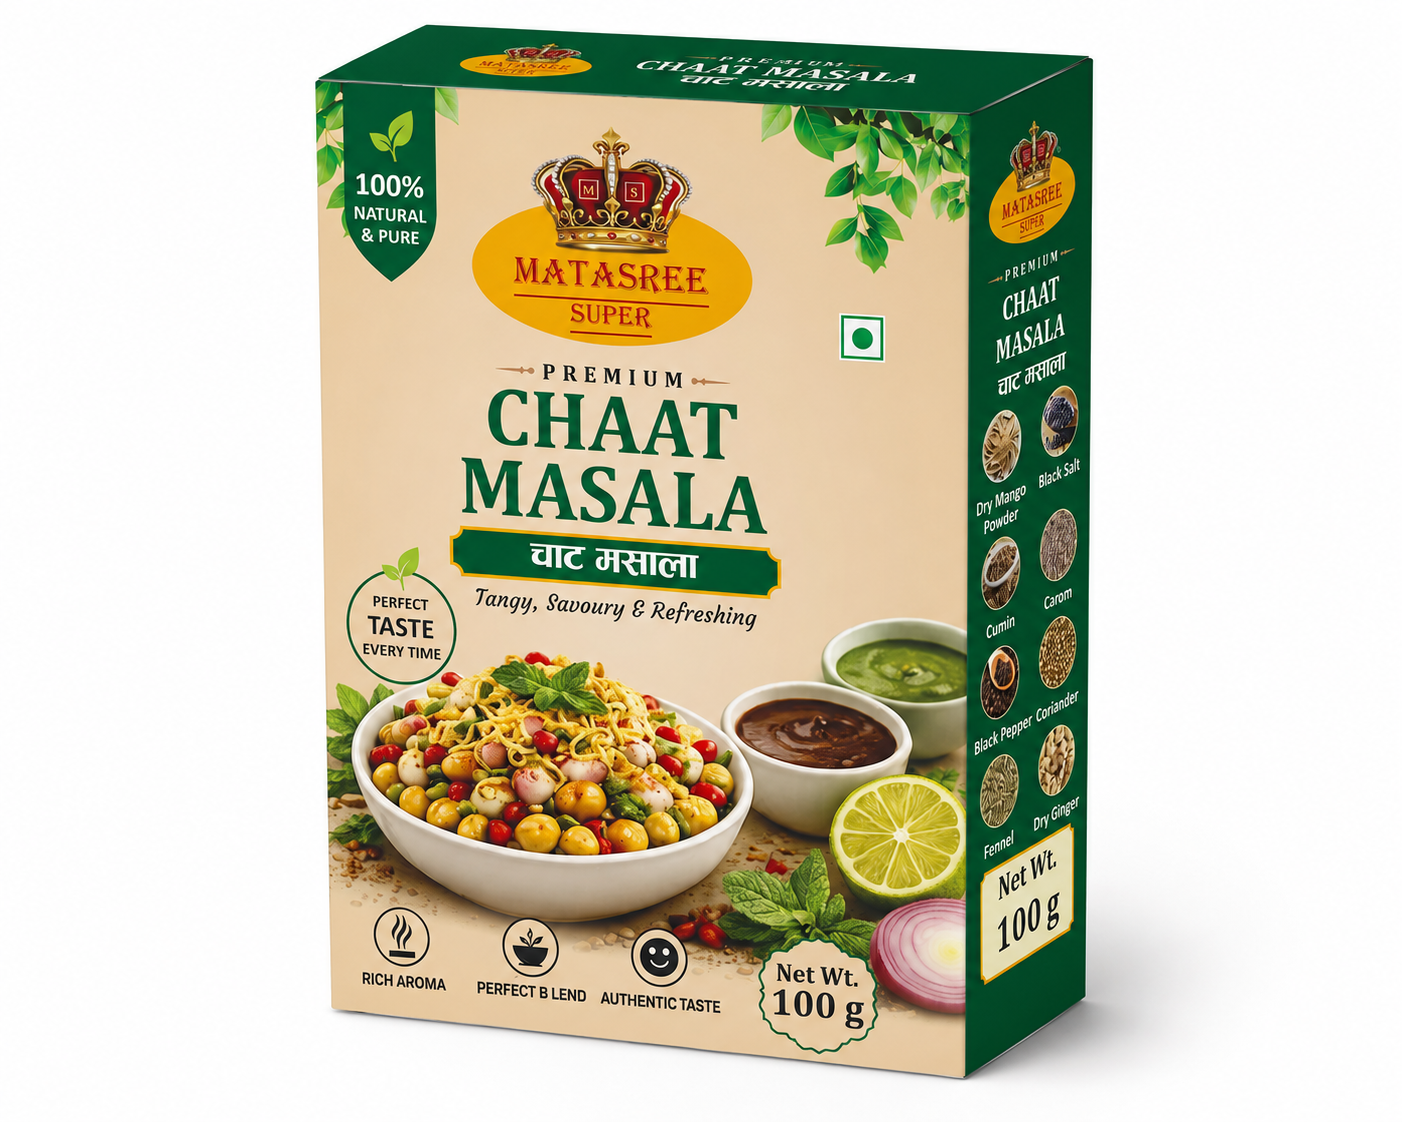 MATASREE
SUPER
PREMIUM
CHAAT MASALA
चाट मसाला
100%
NATURAL
& PURE
M S
MATASREE
SUPER
PREMIUM
CHAAT
MASALA
चाट मसाला
Tangy, Savoury & Refreshing
PERFECT
TASTE
EVERY TIME
RICH AROMA
PERFECT B LEND
AUTHENTIC TASTE
Net Wt.
100 g
MATASREE
SUPER
PREMIUM
CHAAT
MASALA
चाट मसाला
Dry Mango
Powder
Black Salt
Cumin
Carom
Black Pepper
Coriander
Fennel
Dry Ginger
Net Wt.
100 g